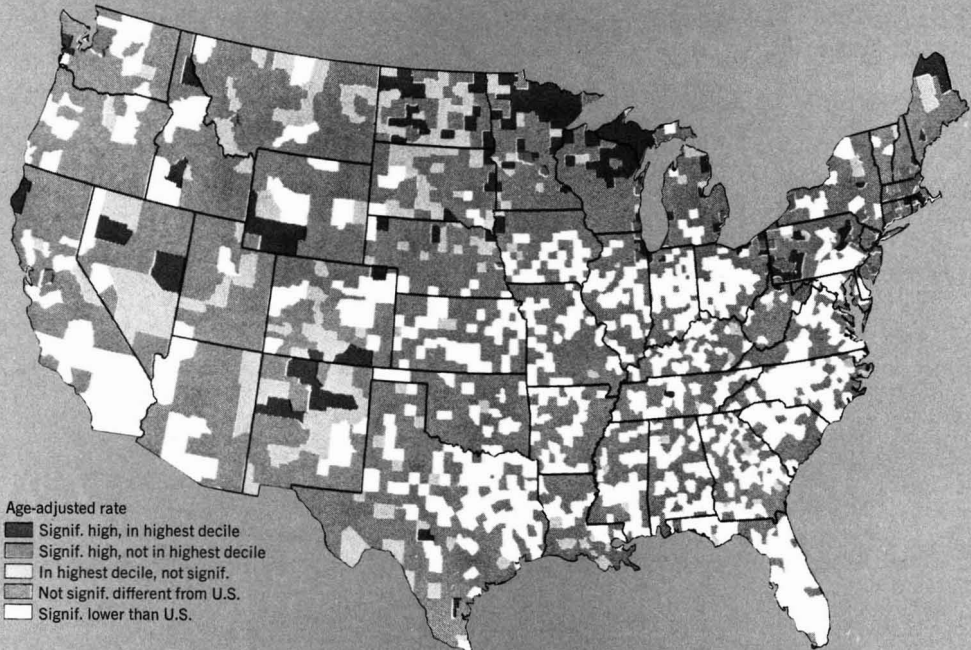 Age-adjusted rate
Signif. high, in highest decile
Signif. high, not in highest decile
In highest decile, not signif.
Not signif. different from U.S.
Signif. lower than U.S.